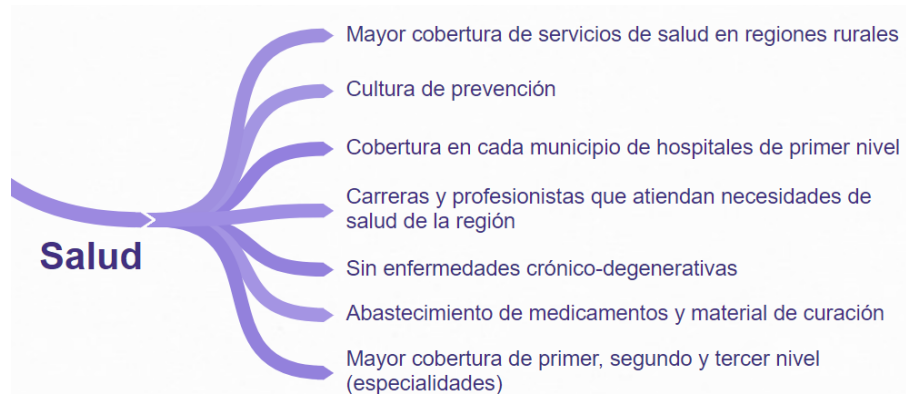 Mayor cobertura de servicios de salud en regiones rurales
Cultura de prevención
Cobertura en cada municipio de hospitales de primer nivel
Carreras y profesionistas que atiendan necesidades de
salud de la región
Salud
Sin enfermedades crónico-degenerativas
Abastecimiento de medicamentos y material de curación
Mayor cobertura de primer, segundo y tercer nivel
(especialidades)